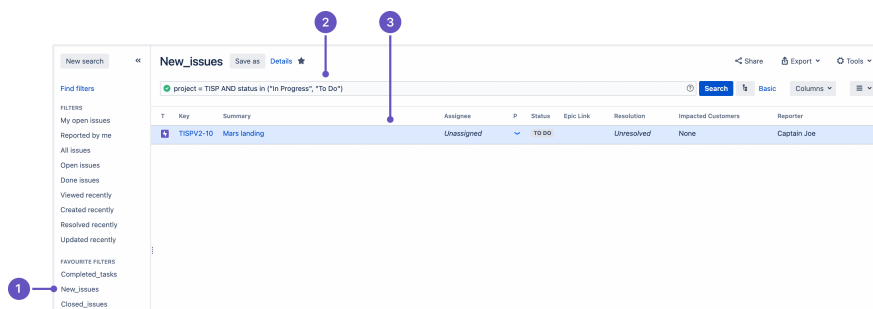 2 3
New search « New_issues Save as Details Share Export Tools
Find filters project = TISP AND status in ("In Progress", "To Do") Search Basic Columns
FILTERS
T Key Summary Assignee P Status Epic Link Resolution Impacted Customers Reporter
My open issues
Reported by me TISPV2-10 Mars landing Unassigned TO DO Unresolved None Captain Joe
All issues
Open issues
Done issues
Viewed recently
Created recently
Resolved recently
Updated recently
FAVOURITE FILTERS
Completed_tasks
1 New_issues
Closed_issues